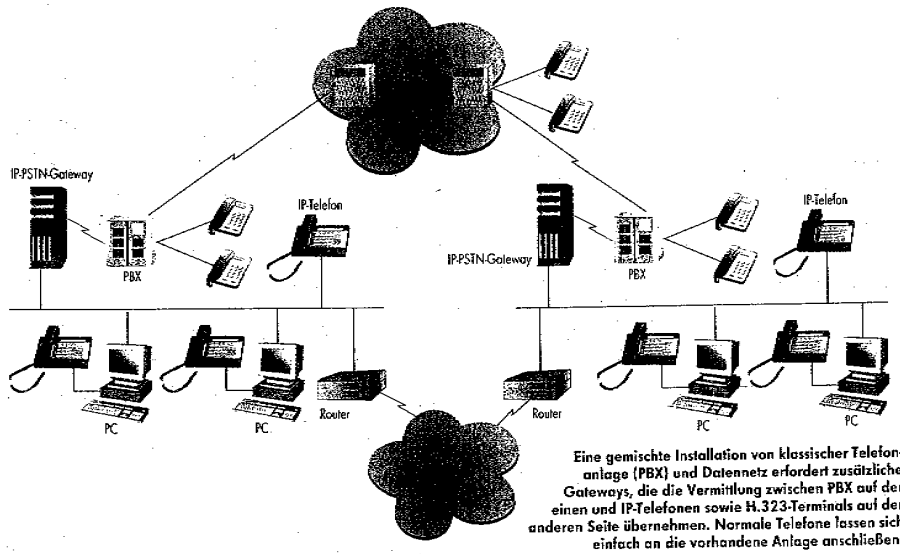 IP-PSTN-Gateway
PBX
IP-Telefon
IP-PSTN-Gateway
PBX
IP-Telefon
PC
PC
Router
Router
PC
PC
Eine gemischte Installation von klassischer Telefon-
anlage (PBX) und Datennetz erfordert zusätzliche
Gateways, die die Vermittlung zwischen PBX auf der
einen und IP-Telefonen sowie H.323-Terminals auf der
anderen Seite übernehmen. Normale Telefone lassen sich
einfach an die vorhandene Anlage anschließen